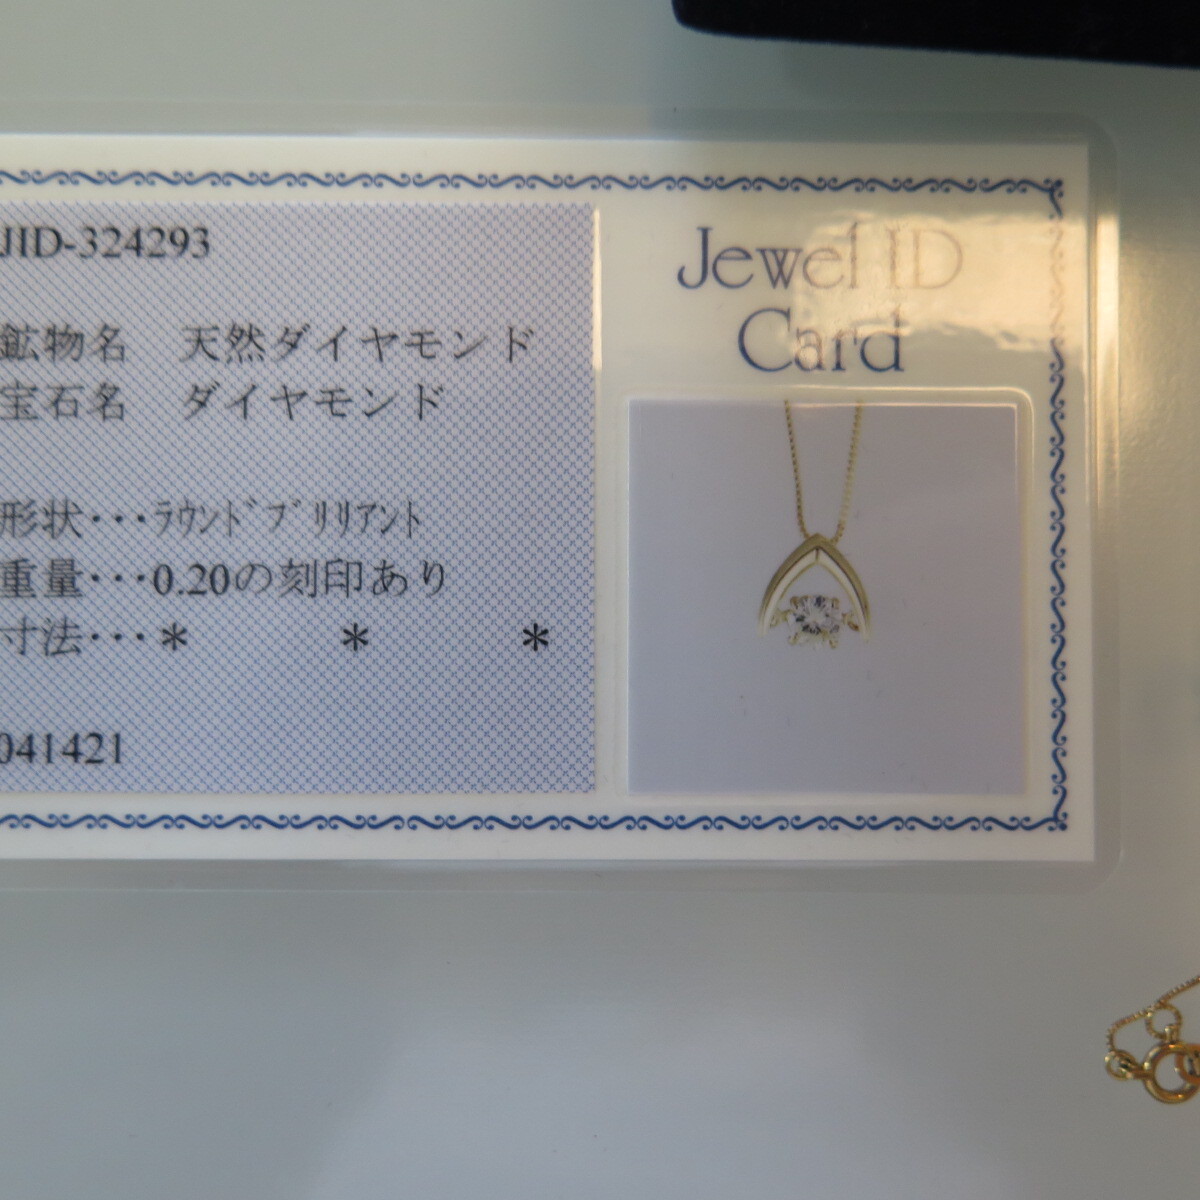 JID-324293
鉱物名　天然ダイヤモンド
宝石名　ダイヤモンド
形状・・・ﾗｳﾝﾄﾞﾌﾞﾘﾘｱﾝﾄ
重量・・・0.20の刻印あり
寸法・・・＊　　　＊　　　＊
041421
Jewel ID
Card